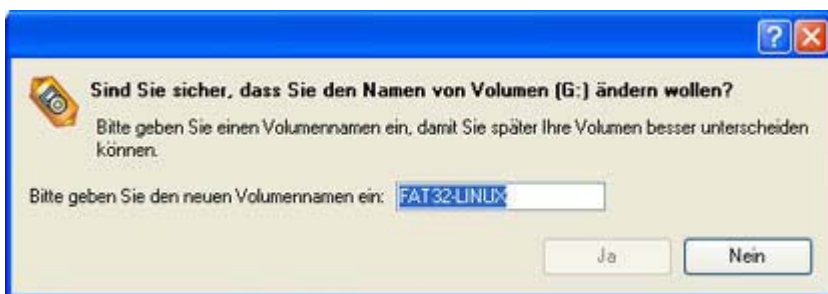 Sind Sie sicher, dass Sie den Namen von Volumen (G:) ändern wollen?
Bitte geben Sie einen Volumennamen ein, damit Sie später Ihre Volumen besser unterscheiden
können.
Bitte geben Sie den neuen Volumennamen ein: FAT32-LINUX
Ja Nein